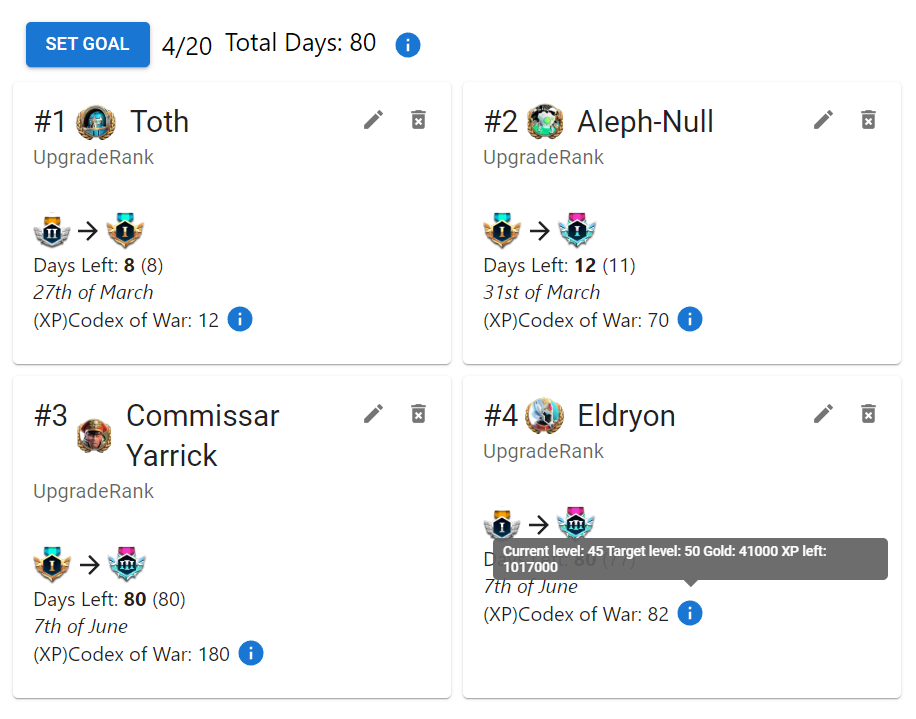 SET GOAL 4/20 Total Days: 80
#1 Toth
UpgradeRank
Days Left: 8 (8)
27th of March
(XP)Codex of War: 12
#2 Aleph-Null
UpgradeRank
Days Left: 12 (11)
31st of March
(XP)Codex of War: 70
#3 Commissar
Yarrick
UpgradeRank
Days Left: 80 (80)
7th of June
(XP)Codex of War: 180
#4 Eldryon
UpgradeRank
Current level: 45 Target level: 50 Gold: 41000 XP left:
1017000
7th of June
(XP)Codex of War: 82